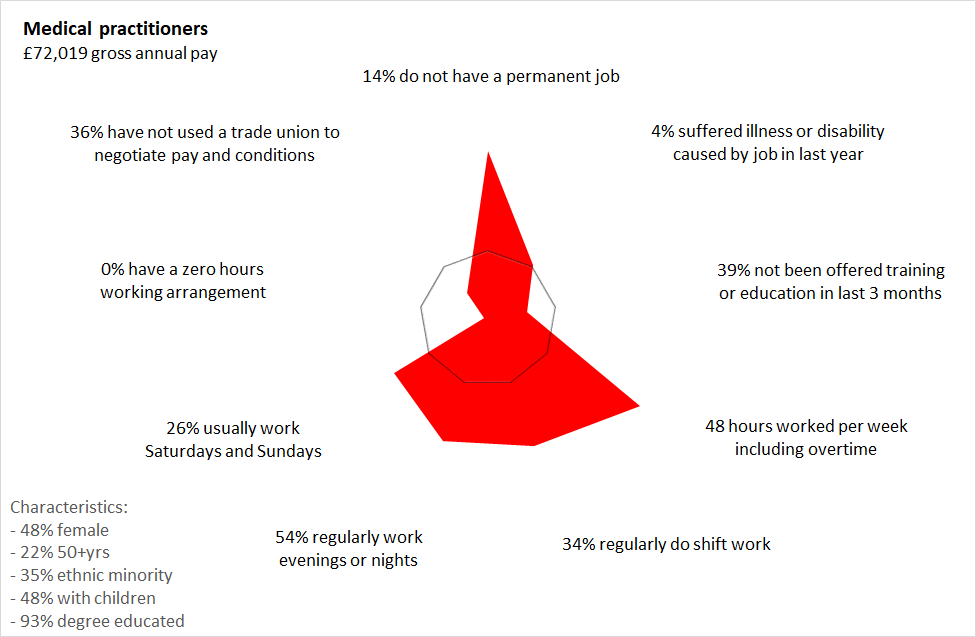 Medical practitioners
£72,019 gross annual pay
14% do not have a permanent job
4% suffered illness or disability
caused by job in last year
39% not been offered training
or education in last 3 months
48 hours worked per week
including overtime
34% regularly do shift work
54% regularly work
evenings or nights
26% usually work
Saturdays and Sundays
0% have a zero hours
working arrangement
36% have not used a trade union to
negotiate pay and conditions
Characteristics:
- 48% female
- 22% 50+yrs
- 35% ethnic minority
- 48% with children
- 93% degree educated